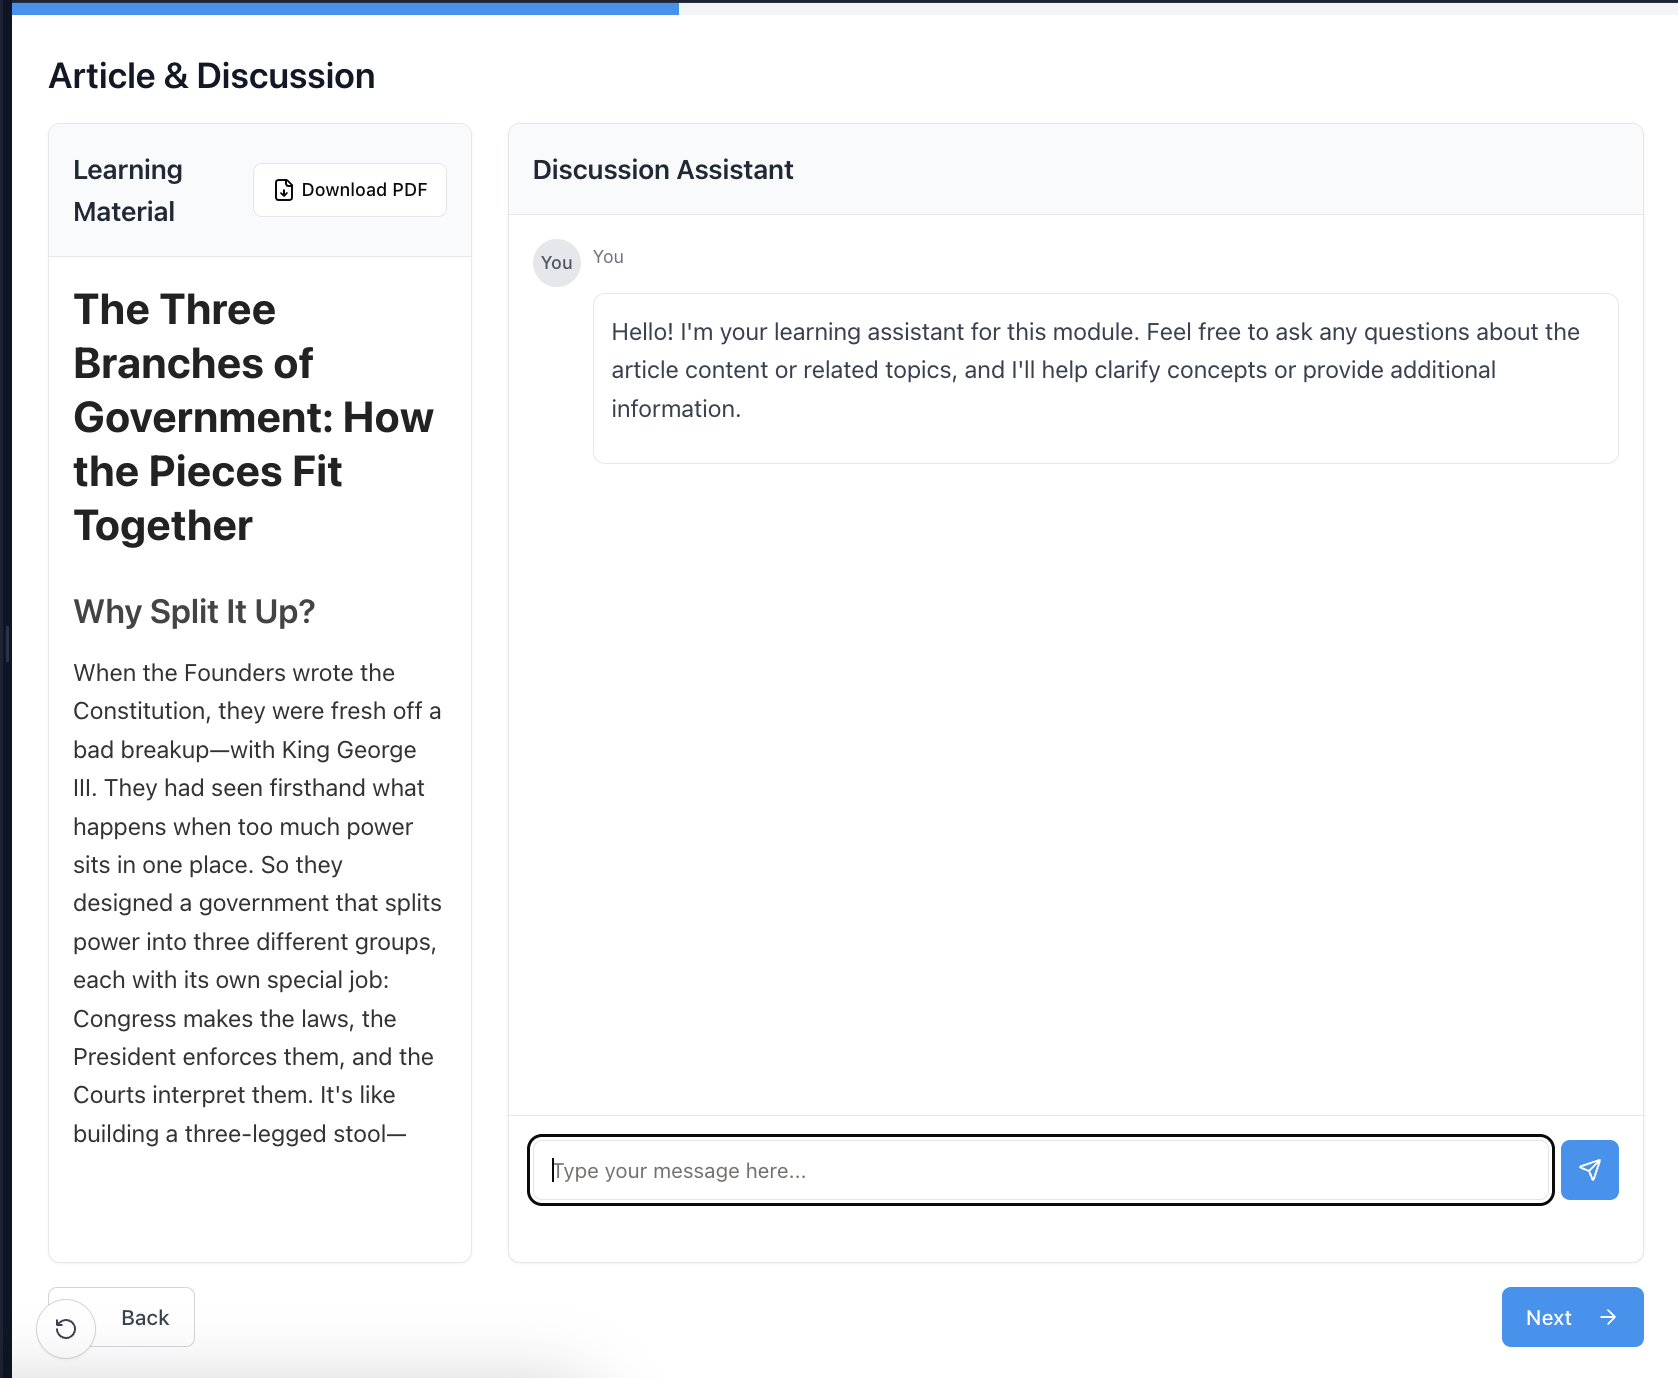 Article & Discussion
Learning
Material
Download PDF
The Three
Branches of
Government: How
the Pieces Fit
Together
Why Split It Up?
When the Founders wrote the
Constitution, they were fresh off a
bad breakup—with King George
III. They had seen firsthand what
happens when too much power
sits in one place. So they
designed a government that splits
power into three different groups,
each with its own special job:
Congress makes the laws, the
President enforces them, and the
Courts interpret them. It's like
building a three-legged stool—
Discussion Assistant
You
You
Hello! I'm your learning assistant for this module. Feel free to ask any questions about the
article content or related topics, and I'll help clarify concepts or provide additional
information.
Type your message here...
Back
Next